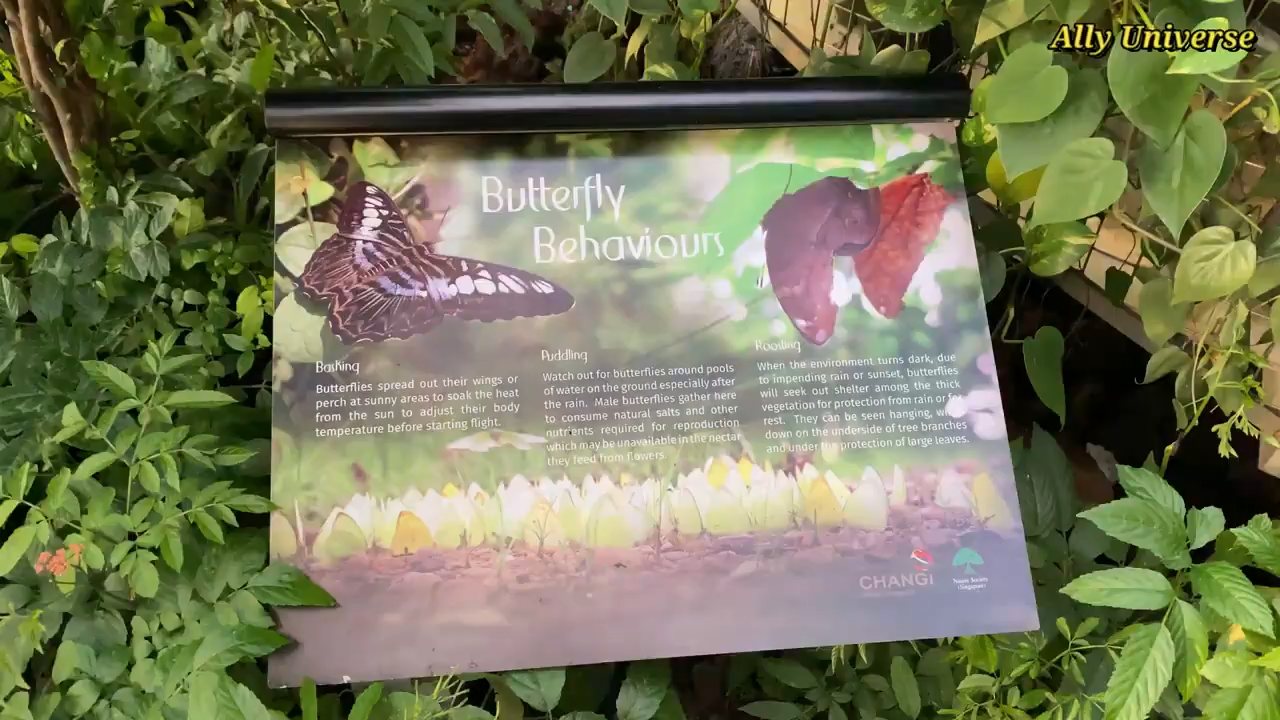 Ally Universe
Butterfly
Behaviours
Basking
Butterflies spread out their wings or
perch at sunny areas to soak the heat
from the sun to adjust their body
temperature before starting flight.
Puddling
Watch out for butterflies around pools
of water on the ground especially after
the rain. Male butterflies gather here
to consume natural salts and other
nutrients required for reproduction
which may be unavailable in the nectar
they feed from flowers.
Roosting
When the environment turns dark, due
to impending rain or sunset, butterflies
will seek out shelter among the thick
vegetation for protection from rain or for
rest. They can be seen hanging,
down on the underside of tree branches
and under the protection of large leaves.
CHANGI
Nature Society
(Singapore)